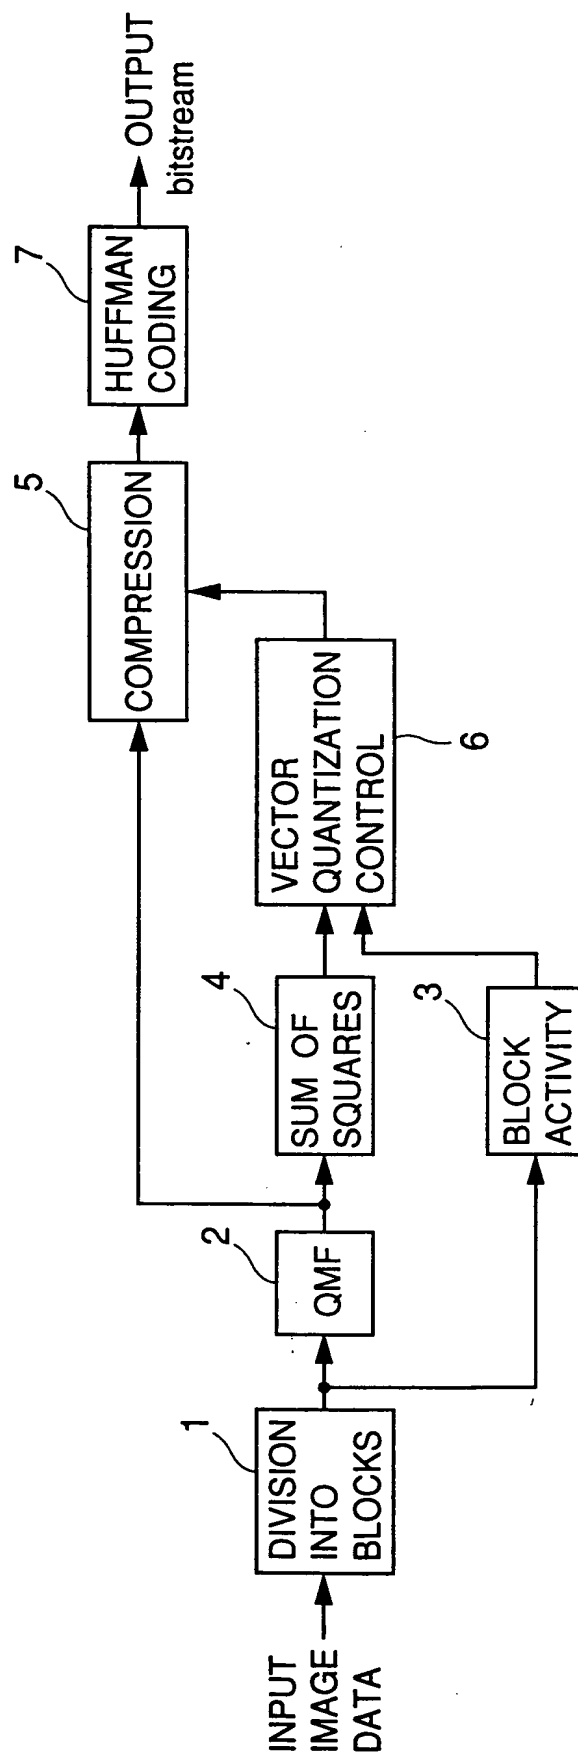 INPUT
IMAGE
DATA
1
DIVISION
INTO
BLOCKS
2
QMF
4
SUM OF
SQUARES
3
BLOCK
ACTIVITY
VECTOR
QUANTIZATION
CONTROL
6
5
COMPRESSION
7
HUFFMAN
CODING
OUTPUT
bitstream